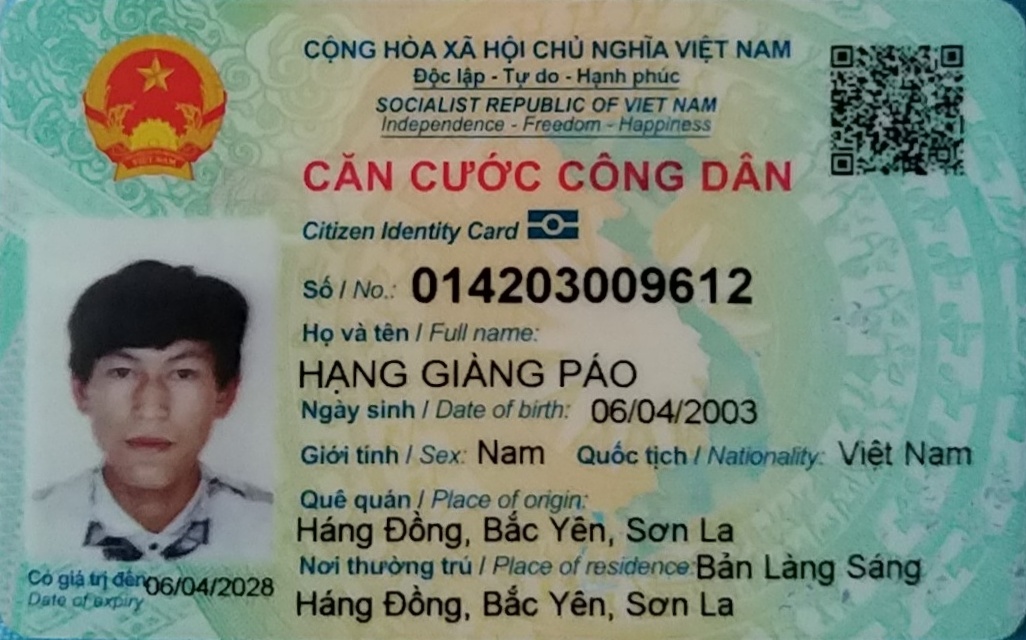 CỘNG HÒA XÃ HỘI CHỦ NGHĨA VIỆT NAM
Độc lập - Tự do - Hạnh phúc
SOCIALIST REPUBLIC OF VIET NAM
Independence - Freedom - Happiness
CĂN CƯỚC CÔNG DÂN
Citizen Identity Card
Số / No.: 014203009612
Họ và tên / Full name:
HẠNG GIÀNG PÁO
Ngày sinh / Date of birth: 06/04/2003
Giới tính / Sex: Nam Quốc tịch / Nationality: Việt Nam
Quê quán / Place of origin:
Háng Đồng, Bắc Yên, Sơn La
Nơi thường trú / Place of residence: Bản Làng Sáng
Háng Đồng, Bắc Yên, Sơn La
Có giá trị đến 06/04/2028
Date of expiry
VIỆT NAM